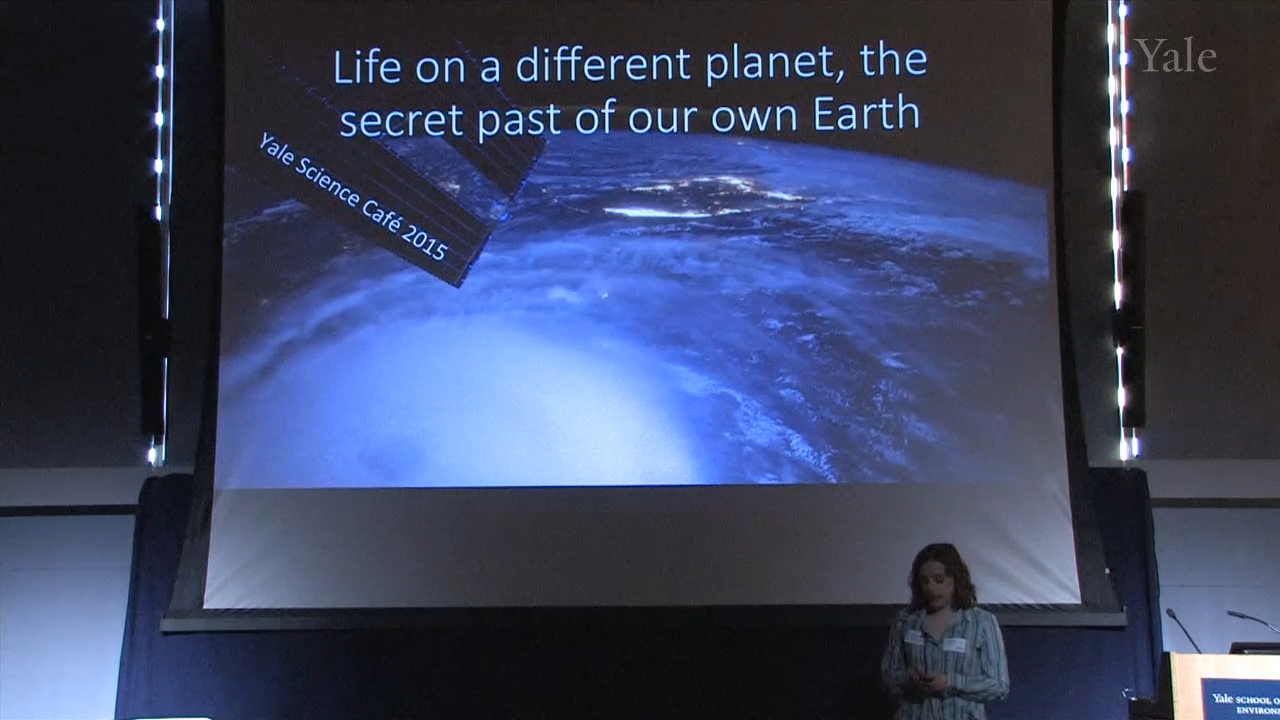 Life on a different planet, the
secret past of our own Earth
Yale
Yale Science Café 2015
Yale SCHOOL O
ENVIRON